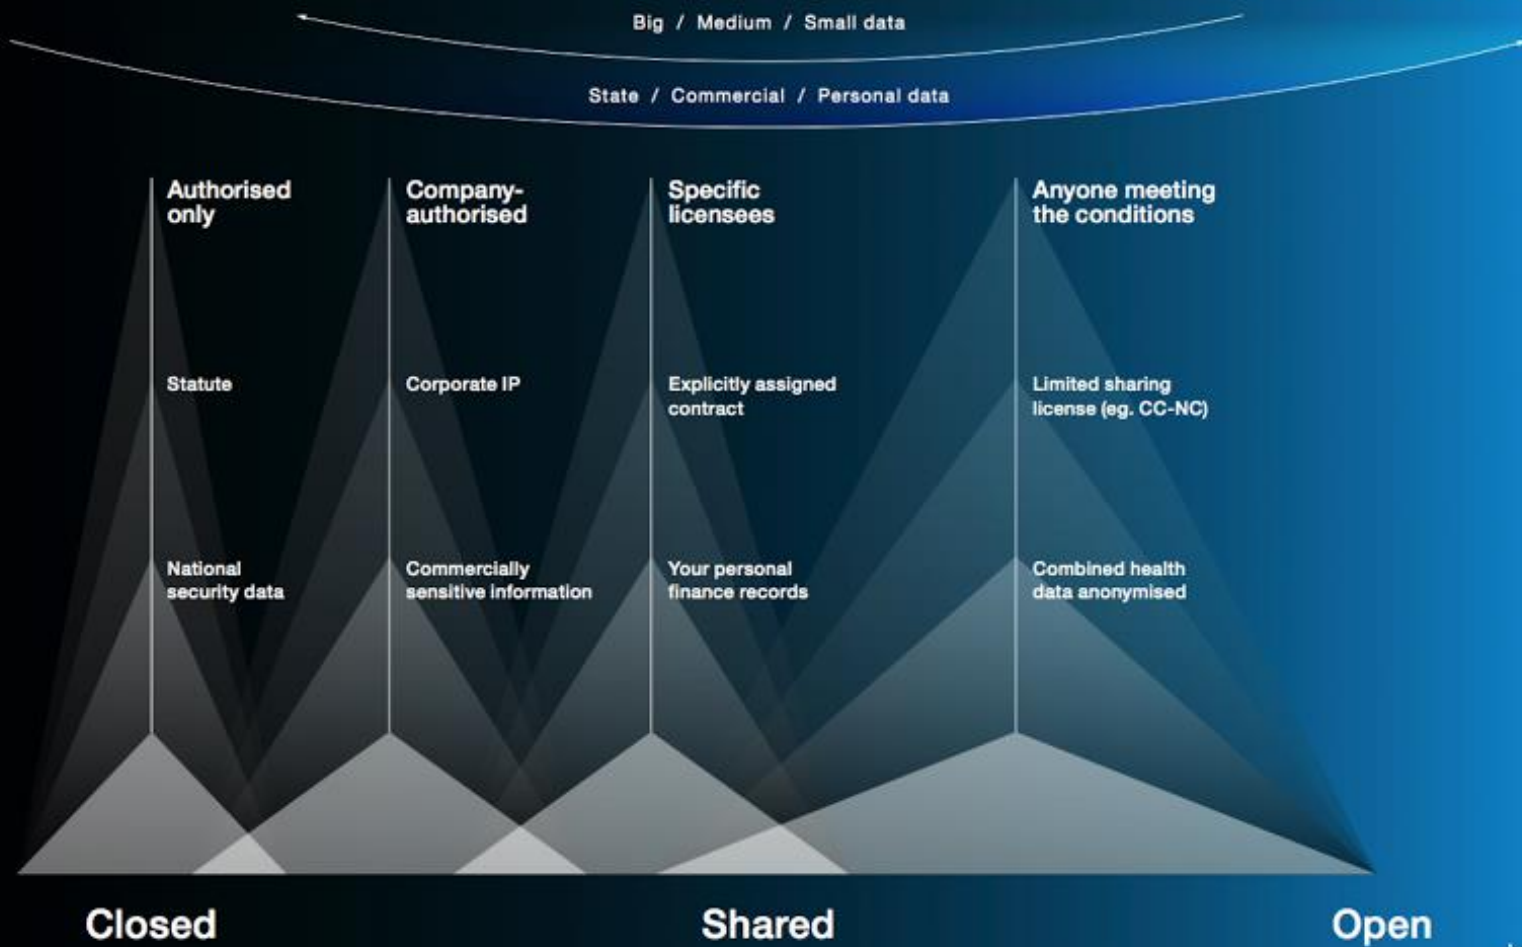 Big / Medium / Small data
State / Commercial / Personal data
Authorised
only
Company-
authorised
Specific
licensees
Anyone meeting
the conditions
Statute
Corporate IP
Explicitly assigned
contract
Limited sharing
license (eg. CC-NC)
National
security data
Commercially
sensitive information
Your personal
finance records
Combined health
data anonymised
Closed
Shared
Open